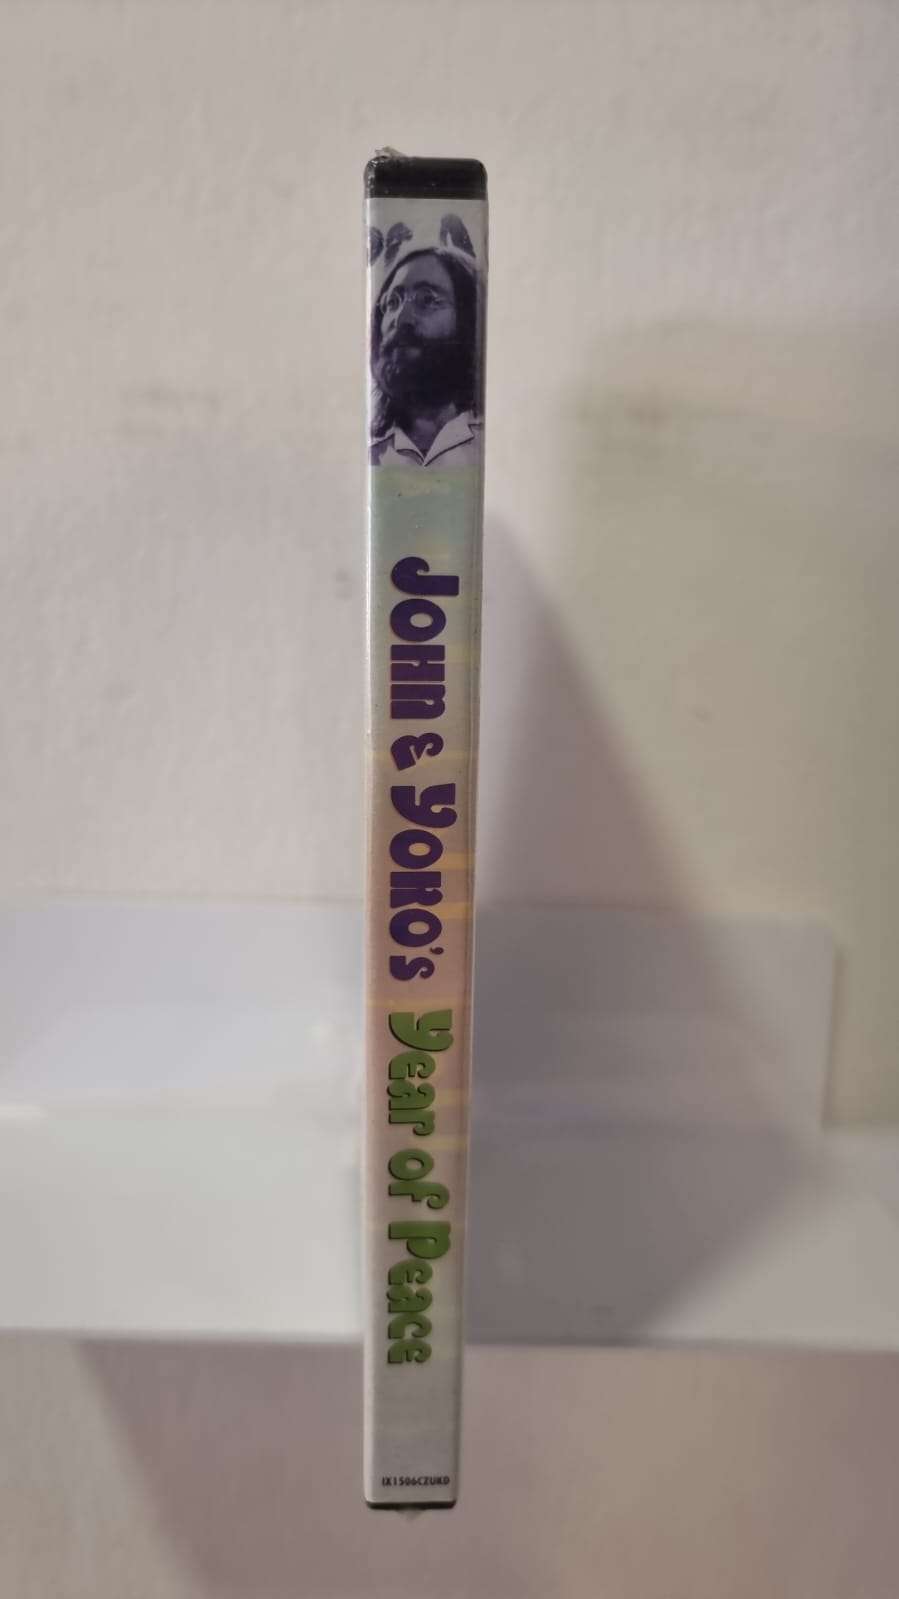 John & Yoko's Year of Peace
IX1506CZUKD